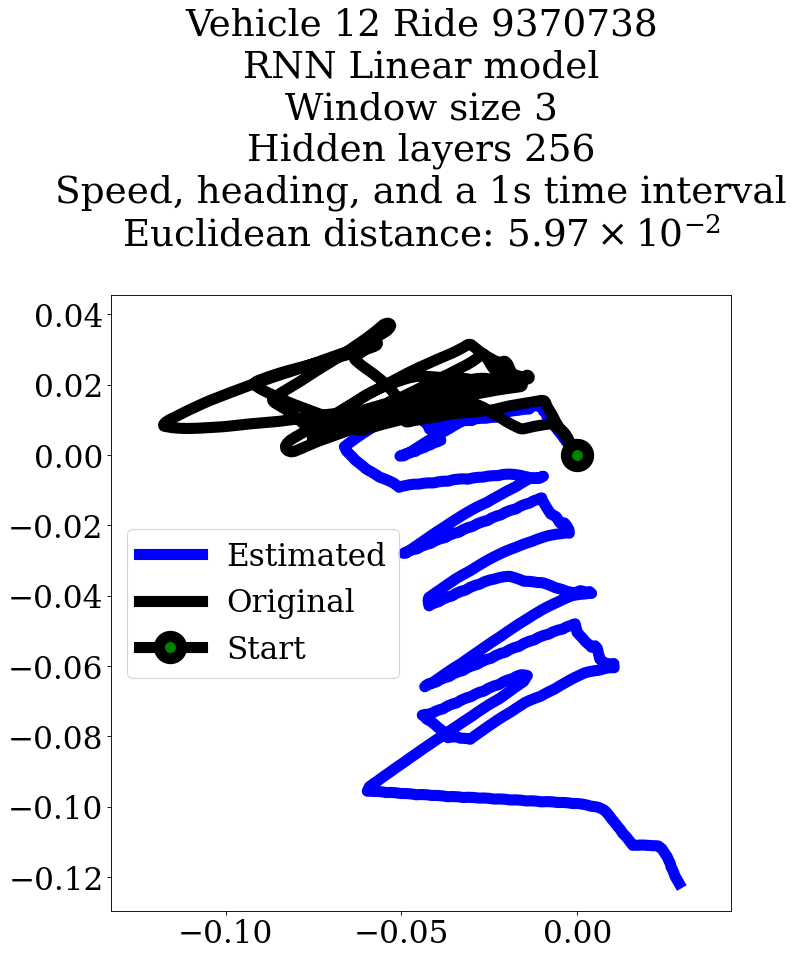 Vehicle 12 Ride 9370738
RNN Linear model
Window size 3
Hidden layers 256
Speed, heading, and a 1s time interval
Euclidean distance: 5.97 × 10⁻²
0.04
0.02
0.00
−0.02
−0.04
−0.06
−0.08
−0.10
−0.12
Estimated
Original
Start
−0.10 −0.05 0.00